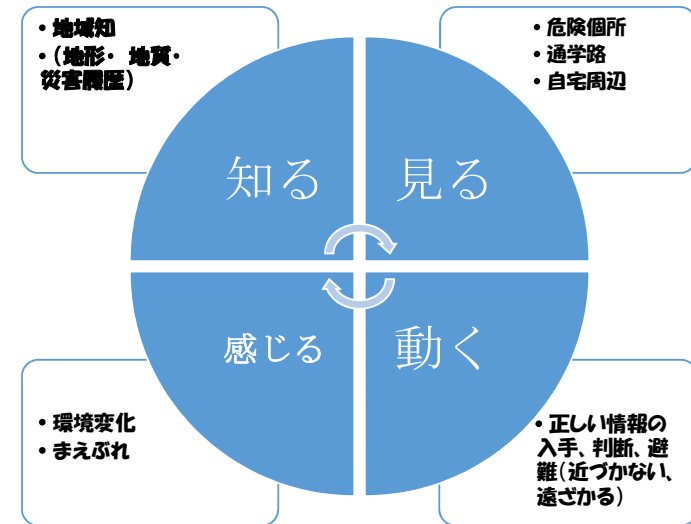 ・地域知
・(地形・ 地質・
災害履歴)
・危険個所
・通学路
・自宅周辺
知る
見る
感じる
動く
・環境変化
・まえぶれ
・正しい情報の
入手、判断、避
難(近づかない、
遠ざかる)